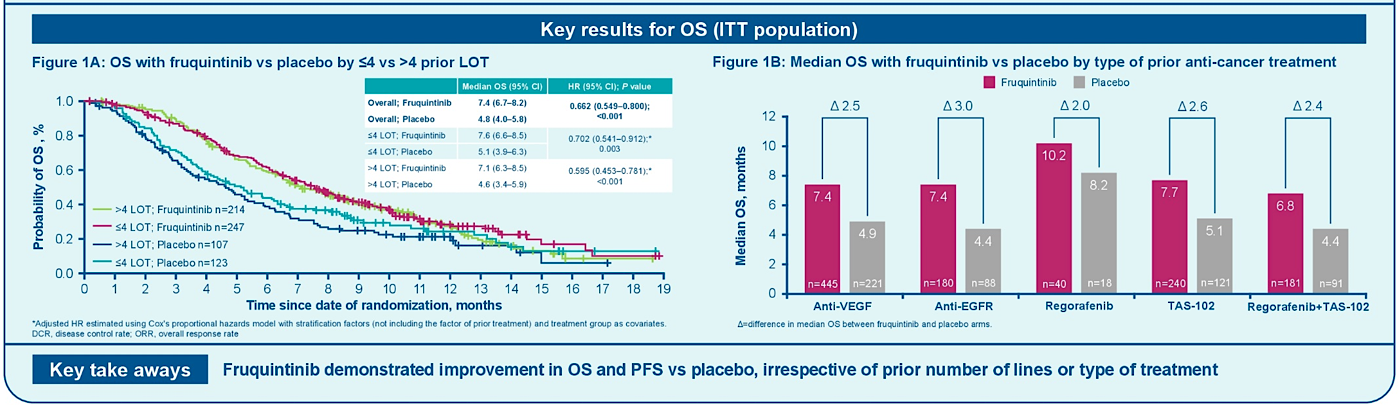 Key results for OS (ITT population)
Figure 1A: OS with fruquintinib vs placebo by ≤4 vs >4 prior LOT
Median OS (95% CI) HR (95% CI); P value
Overall; Fruquintinib 7.4 (6.7–8.2) 0.662 (0.549–0.800);
<.001
Overall; Placebo 4.8 (4.0–5.8)
≤4 LOT; Fruquintinib 7.6 (6.6–8.5) 0.702 (0.541–0.912);*
0.003
≤4 LOT; Placebo 5.1 (3.9–6.3)
>4 LOT; Fruquintinib 7.1 (6.3–8.5) 0.595 (0.453–0.781);*
<0.001
>4 LOT; Placebo 4.6 (3.4–5.9)
Probability of OS , %
1.0
0.8
0.6
0.4
0.2
0.0
>4 LOT; Fruquintinib n=214
≤4 LOT; Fruquintinib n=247
>4 LOT; Placebo n=107
≤4 LOT; Placebo n=123
0 1 2 3 4 5 6 7 8 9 10 11 12 13 14 15 16 17 18 19
Time since date of randomization, months
*Adjusted HR estimated using Cox's proportional hazards model with stratification factors (not including the factor of prior treatment) and treatment group as covariates.
DCR, disease control rate; ORR, overall response rate
Figure 1B: Median OS with fruquintinib vs placebo by type of prior anti-cancer treatment
Fruquintinib Placebo
Δ 2.5 Δ 3.0 Δ 2.0 Δ 2.6 Δ 2.4
Median OS, months
12
10
8
6
4
2
0
7.4 4.9 7.4 4.4 10.2 8.2 7.7 5.1 6.8 4.4
n=445 n=221 n=180 n=88 n=40 n=18 n=240 n=121 n=181 n=91
Anti-VEGF Anti-EGFR Regorafenib TAS-102 Regorafenib+TAS-102
Δ=difference in median OS between fruquintinib and placebo arms.
Key take aways
Fruquintinib demonstrated improvement in OS and PFS vs placebo, irrespective of prior number of lines or type of treatment